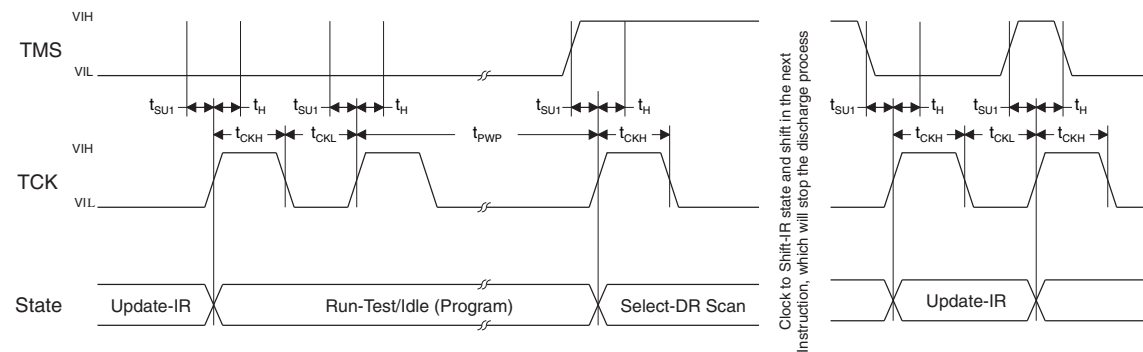 VIH
TMS
VIL
tSU1 tH tSU1 tH tSU1 tH tSU1 tH tSU1 tH
tCKH tCKL tPWP tCKH tCKH tCKL tCKH
VIH
TCK
VIL
State Update-IR Run-Test/Idle (Program) Select-DR Scan Update-IR
Clock to Shift-IR state and shift in the next
Instruction, which will stop the discharge process